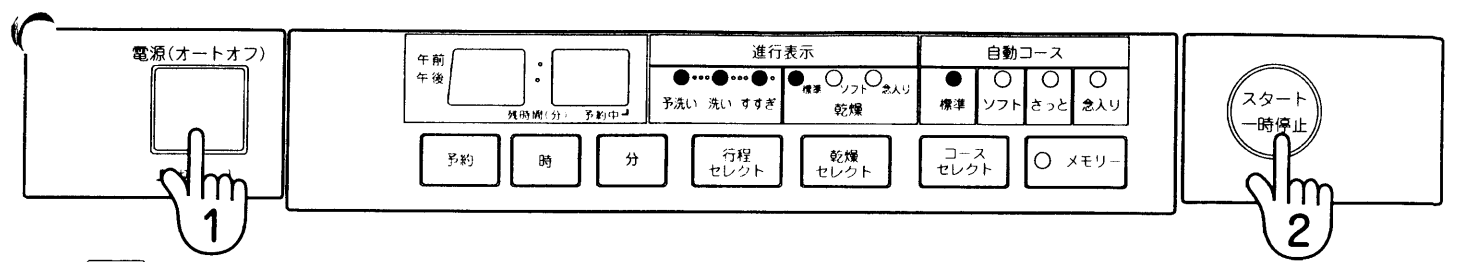 電源(オートオフ)
午前
午後
:
残時間(分) 予約中
進行表示
予洗い 洗い すすぎ
標準 ソフト 念入り
乾燥
自動コース
標準 ソフト さっと 念入り
予約
時
分
行程
セレクト
乾燥
セレクト
コース
セレクト
メモリー
スタート
一時停止
1
2